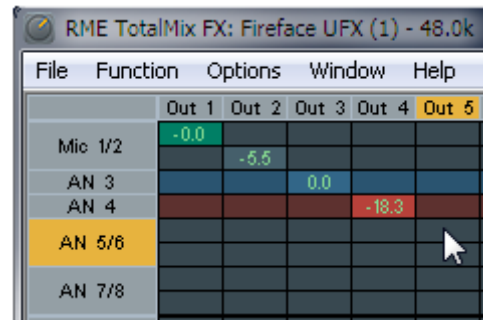 RME TotalMix FX: Fireface UFX (1) - 48.0k
File Function Options Window Help
Out 1 Out 2 Out 3 Out 4 Out 5
Mic 1/2 -0.0
-5.5
AN 3 0.0
AN 4 -18.3
AN 5/6
AN 7/8